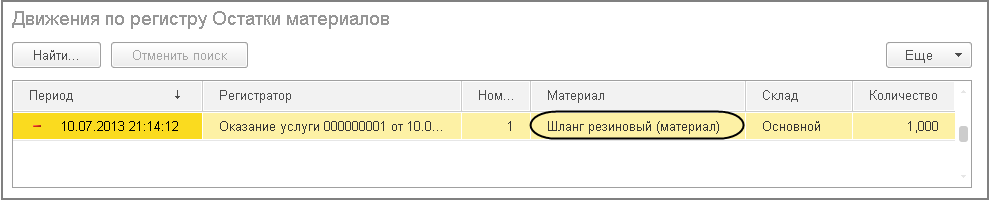 Движения по регистру Остатки материалов
Найти... Отменить поиск Еще
Период Регистратор Ном... Материал Склад Количество
10.07.2013 21:14:12 Оказание услуги 000000001 от 10.0... 1 Шланг резиновый (материал) Основной 1,000